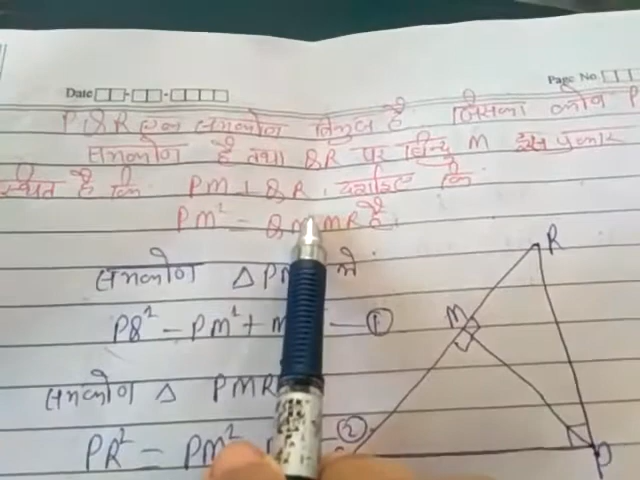 Date
Page No
PQR एक समकोण त्रिभुज है जिसका कोण P
समकोण है तथा QR पर बिन्दु M इस प्रकार
स्थित है कि PM ⊥ QR. दर्शाइए कि
PM² = QM MR है.
समकोण △ PM में
PQ² = PM² + M ①
समकोण △ PMR
PR² = PM² ②
R
M
P